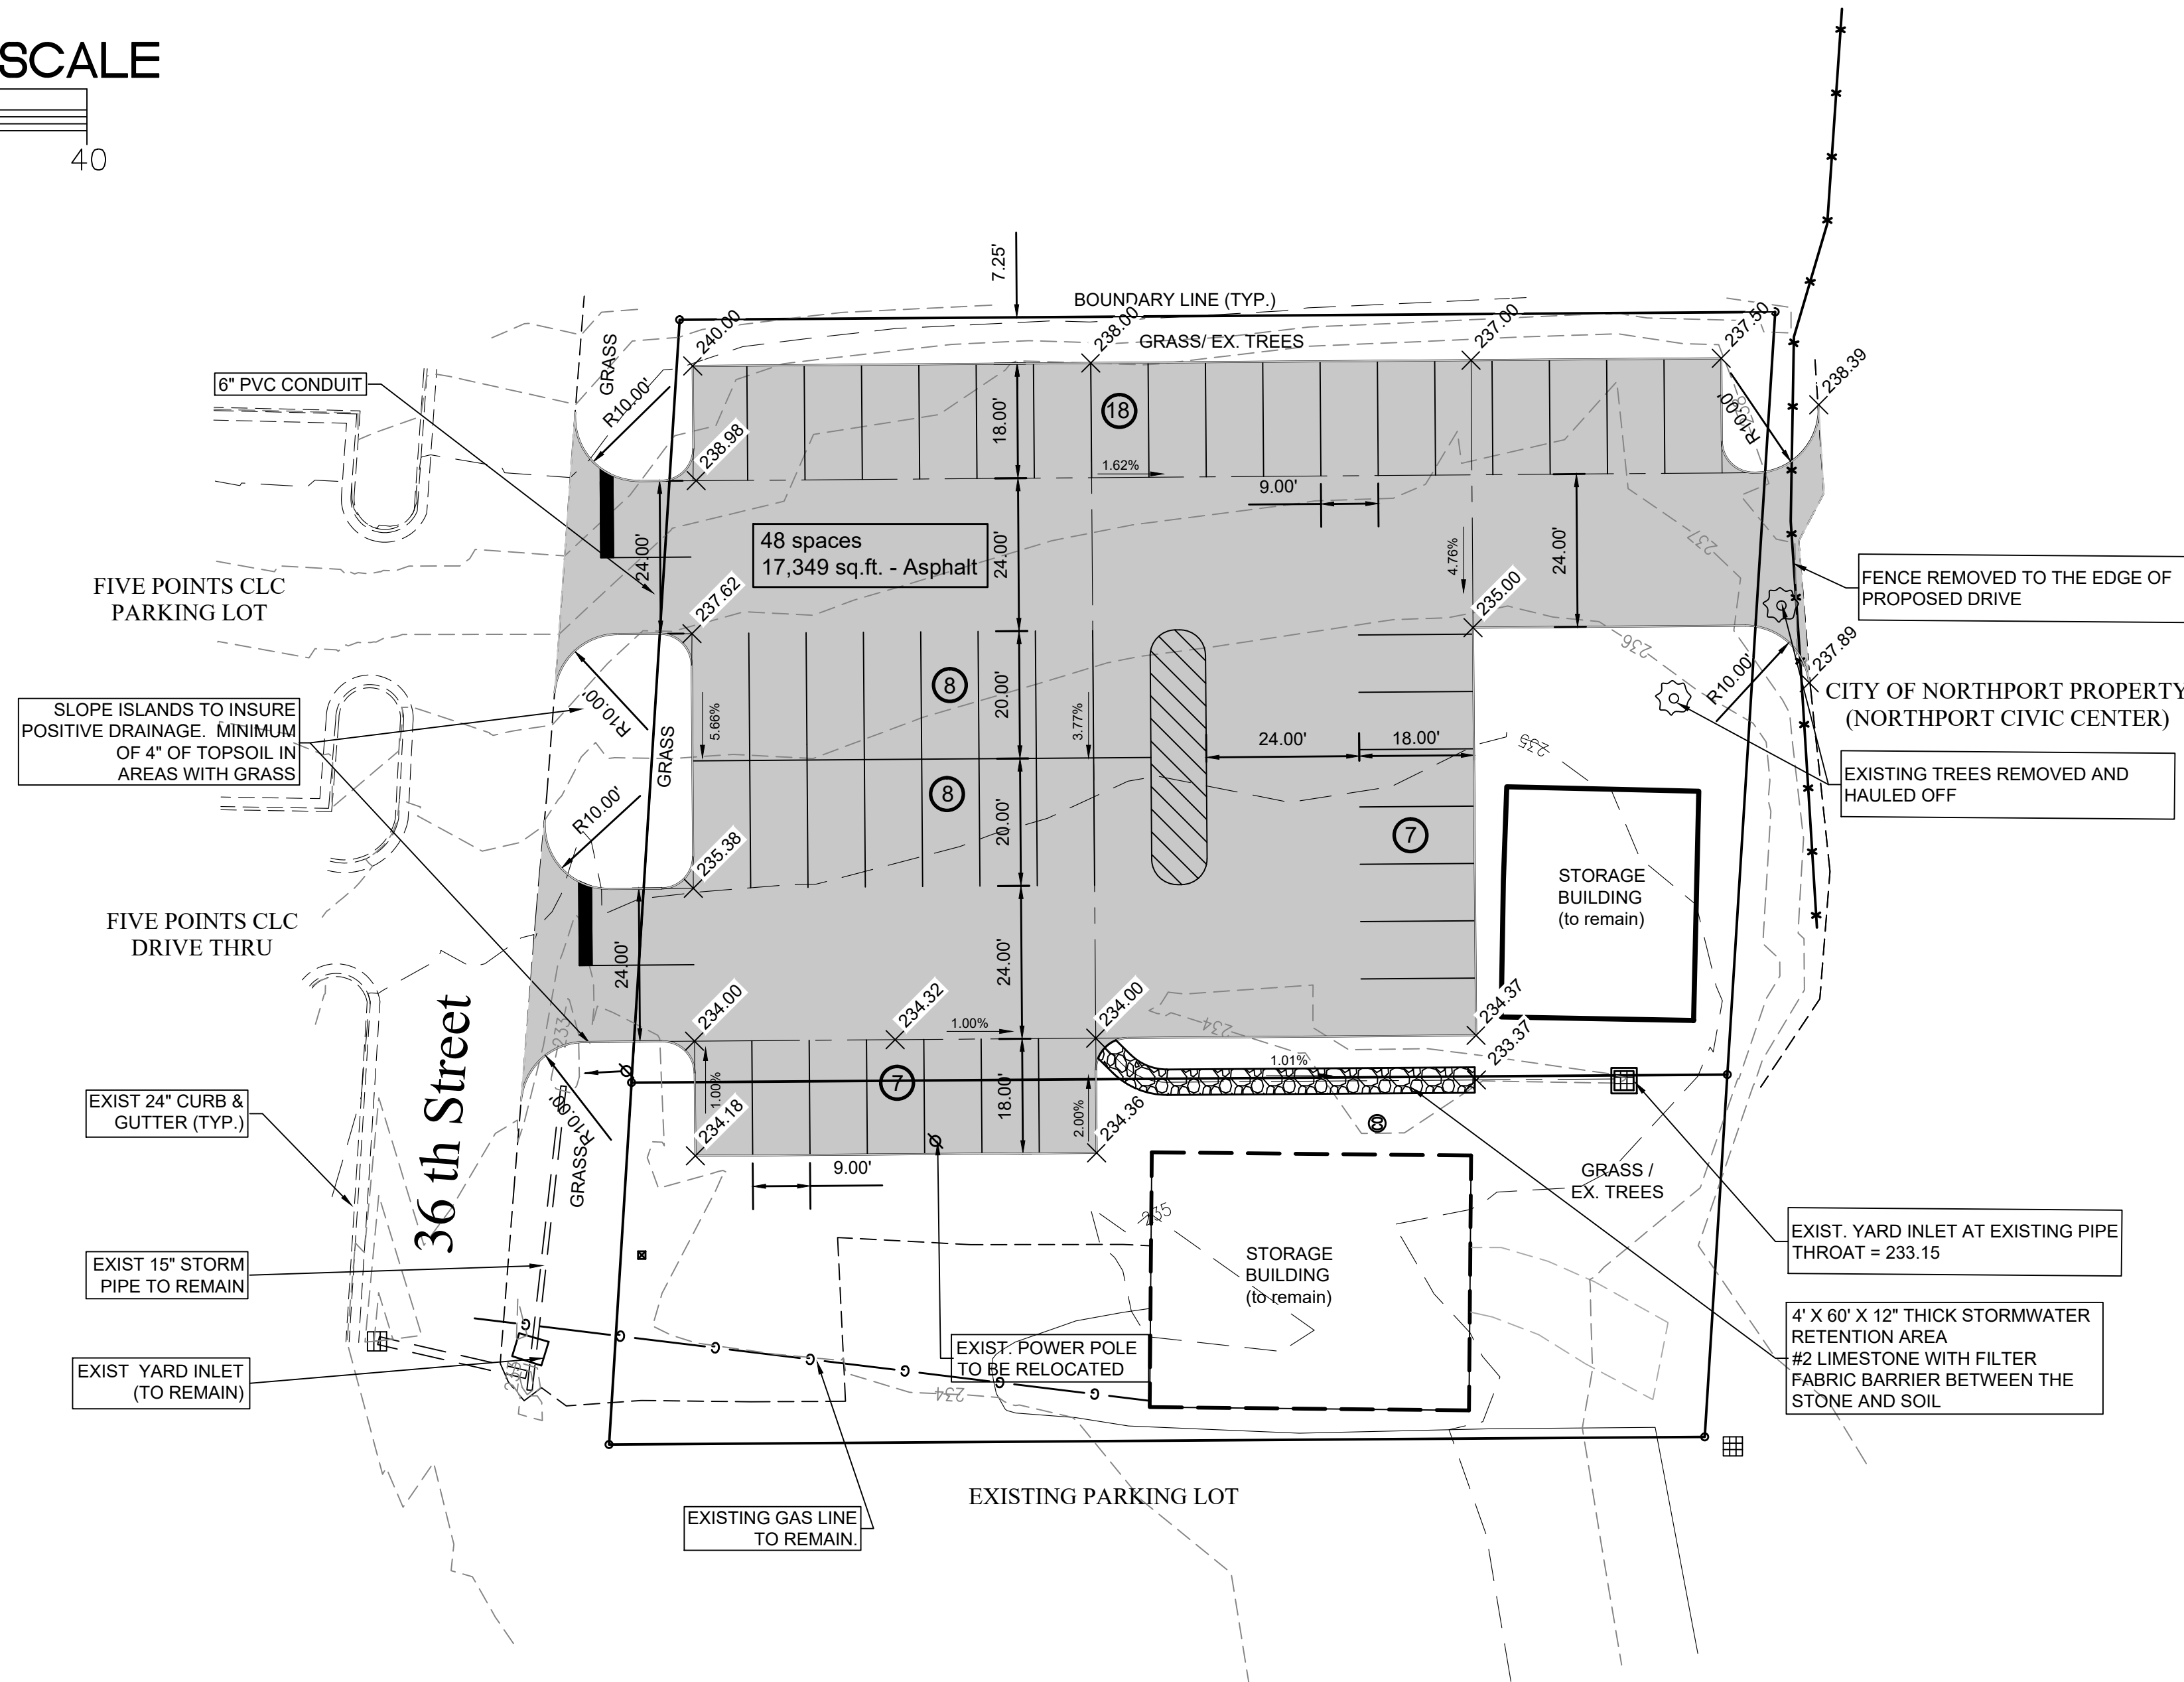 SCALE
40
7.25'
BOUNDARY LINE (TYP.)
GRASS/ EX. TREES
240.00
238.00
237.00
237.50
238.39
GRASS
6" PVC CONDUIT
R10.00'
R10.00'
238
238.98
18.00'
18
1.62%
9.00'
48 spaces
17,349 sq.ft. - Asphalt
24.00'
24.00'
4.76%
24.00'
237
FIVE POINTS CLC
PARKING LOT
237.62
235.00
FENCE REMOVED TO THE EDGE OF
PROPOSED DRIVE
236
237.89
R10.00'
CITY OF NORTHPORT PROPERTY
(NORTHPORT CIVIC CENTER)
SLOPE ISLANDS TO INSURE
POSITIVE DRAINAGE. MINIMUM
OF 4" OF TOPSOIL IN
AREAS WITH GRASS
R10.00'
GRASS
5.66%
8
20.00'
3.77%
24.00'
18.00'
235
EXISTING TREES REMOVED AND
HAULED OFF
8
R10.00'
20.00'
7
235.38
STORAGE
BUILDING
(to remain)
FIVE POINTS CLC
DRIVE THRU
24.00'
24.00'
234.00
234.32
234.00
234.37
233.37
1.00%
234
233
1.01%
36 th Street
EXIST 24" CURB &
GUTTER (TYP.)
R10.00'
1.00%
7
18.00'
2.00%
234.18
234.36
9.00'
GRASS
GRASS /
EX. TREES
235
EXIST. YARD INLET AT EXISTING PIPE
THROAT = 233.15
EXIST 15" STORM
PIPE TO REMAIN
STORAGE
BUILDING
(to remain)
4' X 60' X 12" THICK STORMWATER
RETENTION AREA
#2 LIMESTONE WITH FILTER
FABRIC BARRIER BETWEEN THE
STONE AND SOIL
EXIST. POWER POLE
TO BE RELOCATED
EXIST YARD INLET
(TO REMAIN)
234
EXISTING PARKING LOT
EXISTING GAS LINE
TO REMAIN.